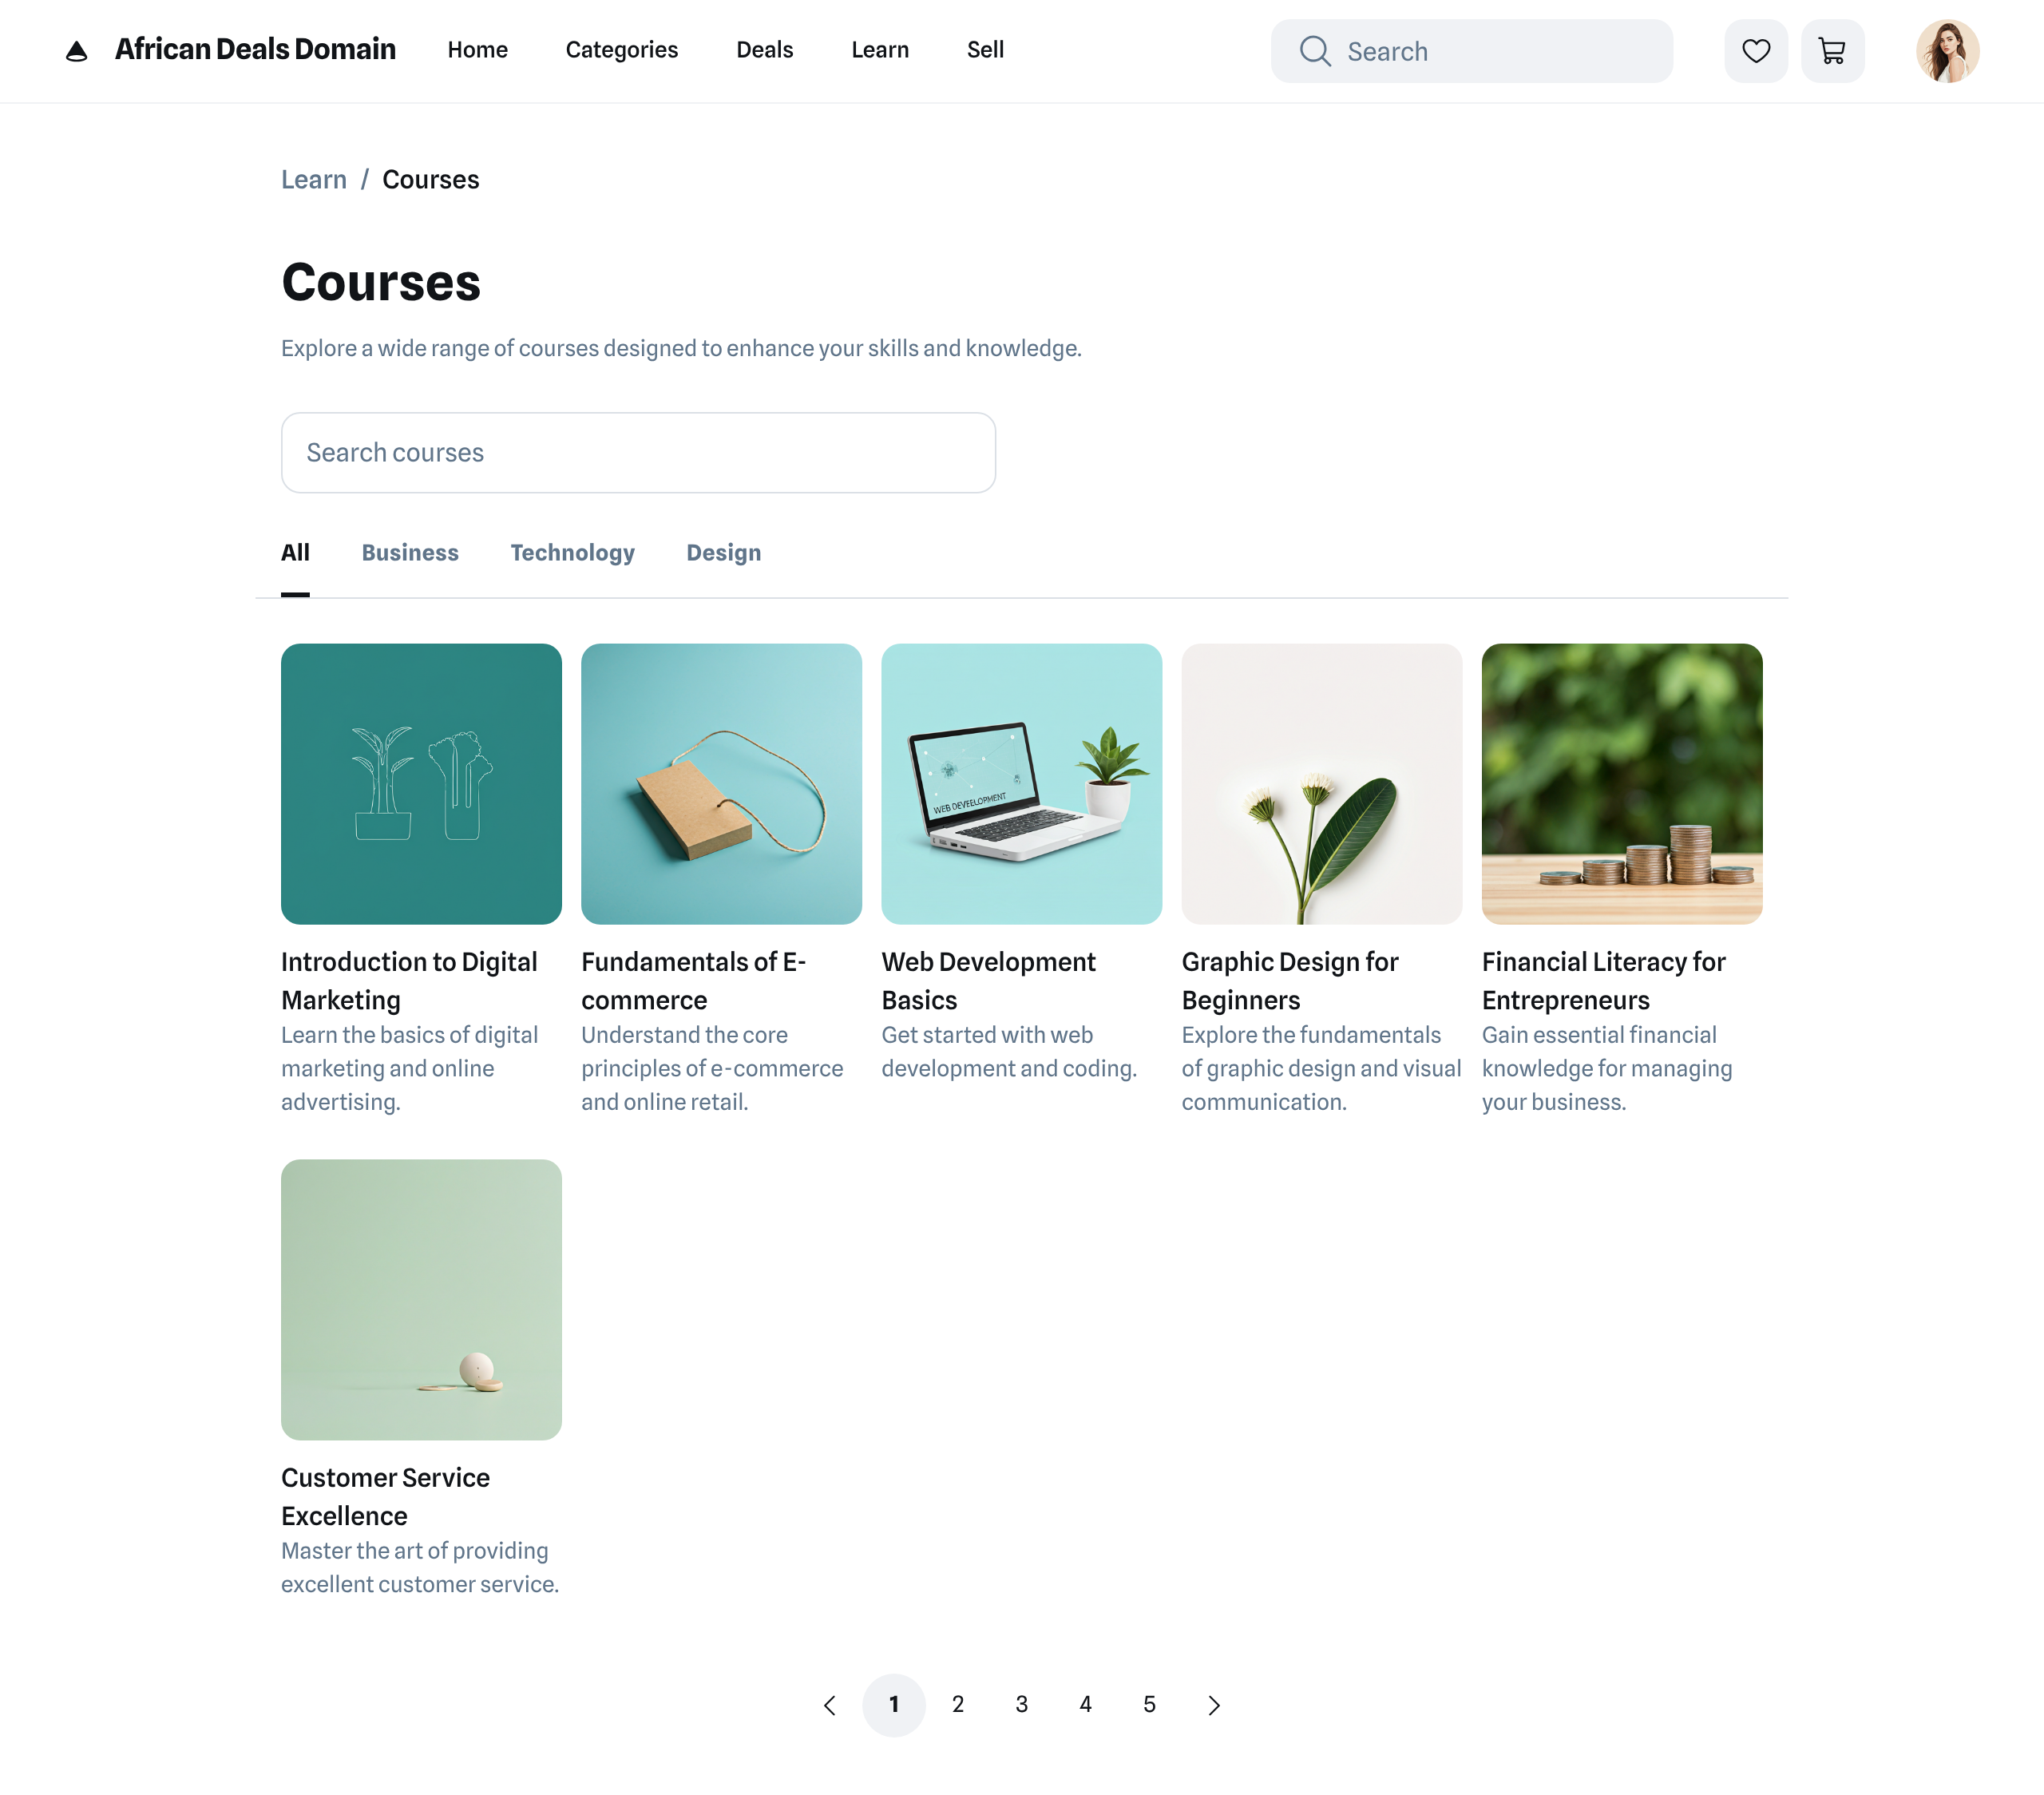 African Deals Domain Home Categories Deals Learn Sell Search
Learn / Courses
Courses
Explore a wide range of courses designed to enhance your skills and knowledge.
Search courses
All Business Technology Design
WEB DEVEELOPMENT
Introduction to Digital
Marketing
Learn the basics of digital
marketing and online
advertising.
Fundamentals of E-
commerce
Understand the core
principles of e-commerce
and online retail.
Web Development
Basics
Get started with web
development and coding.
Graphic Design for
Beginners
Explore the fundamentals
of graphic design and visual
communication.
Financial Literacy for
Entrepreneurs
Gain essential financial
knowledge for managing
your business.
Customer Service
Excellence
Master the art of providing
excellent customer service.
1 2 3 4 5